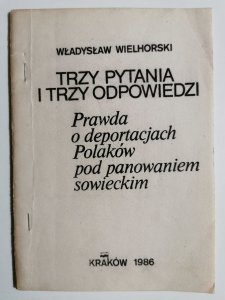 WŁADYSŁAW WIELHORSKI
TRZY PYTANIA
I TRZY ODPOWIEDZI
Prawda
o deportacjach
Polaków
pod panowaniem
sowieckim
KRAKÓW 1986